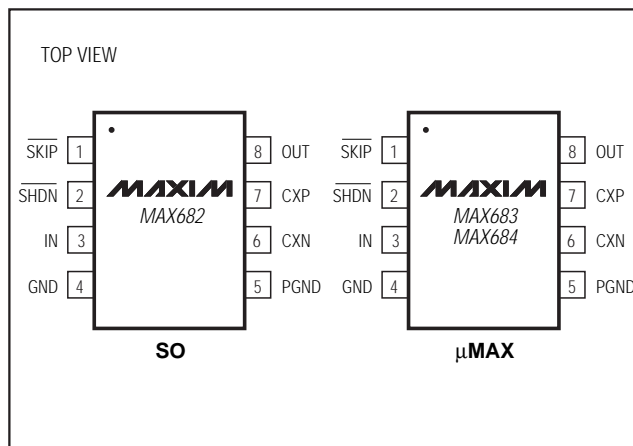 TOP VIEW
SKIP 1
SHDN 2
IN 3
GND 4
MAXIM
MAX682
8 OUT
7 CXP
6 CXN
5 PGND
SO
SKIP 1
SHDN 2
IN 3
GND 4
MAXIM
MAX683
MAX684
8 OUT
7 CXP
6 CXN
5 PGND
µMAX